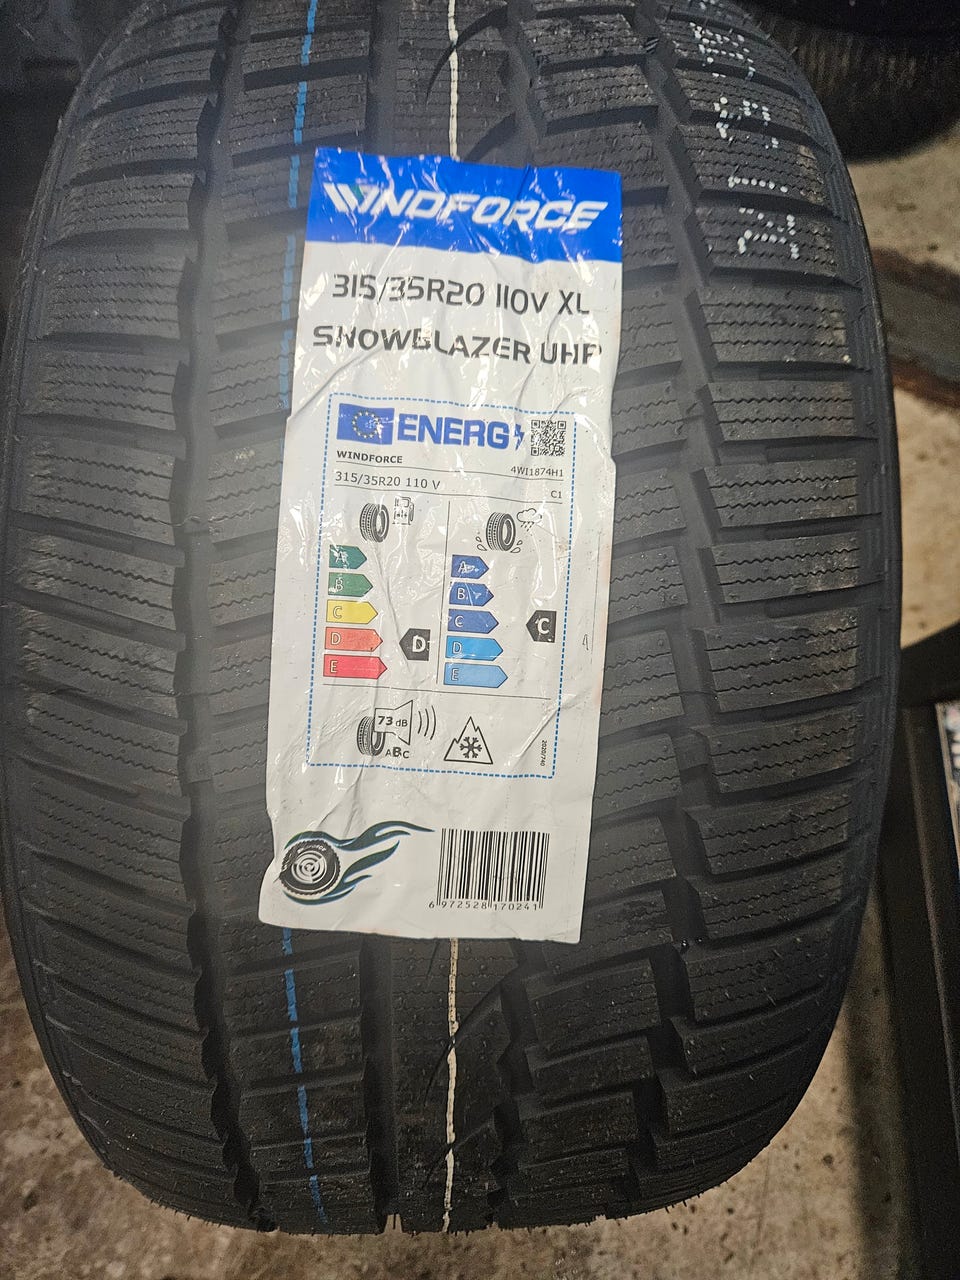 WINDFORCE
315/35R20 110V XL
SNOWBLAZER UHP
ENERG
WINDFORCE
4WI1874H1
315/35R20 110 V
C1
A
B
C
D
E
D
A
B
C
D
E
C
73 dB
ABC
2020/740
6 972528 170241